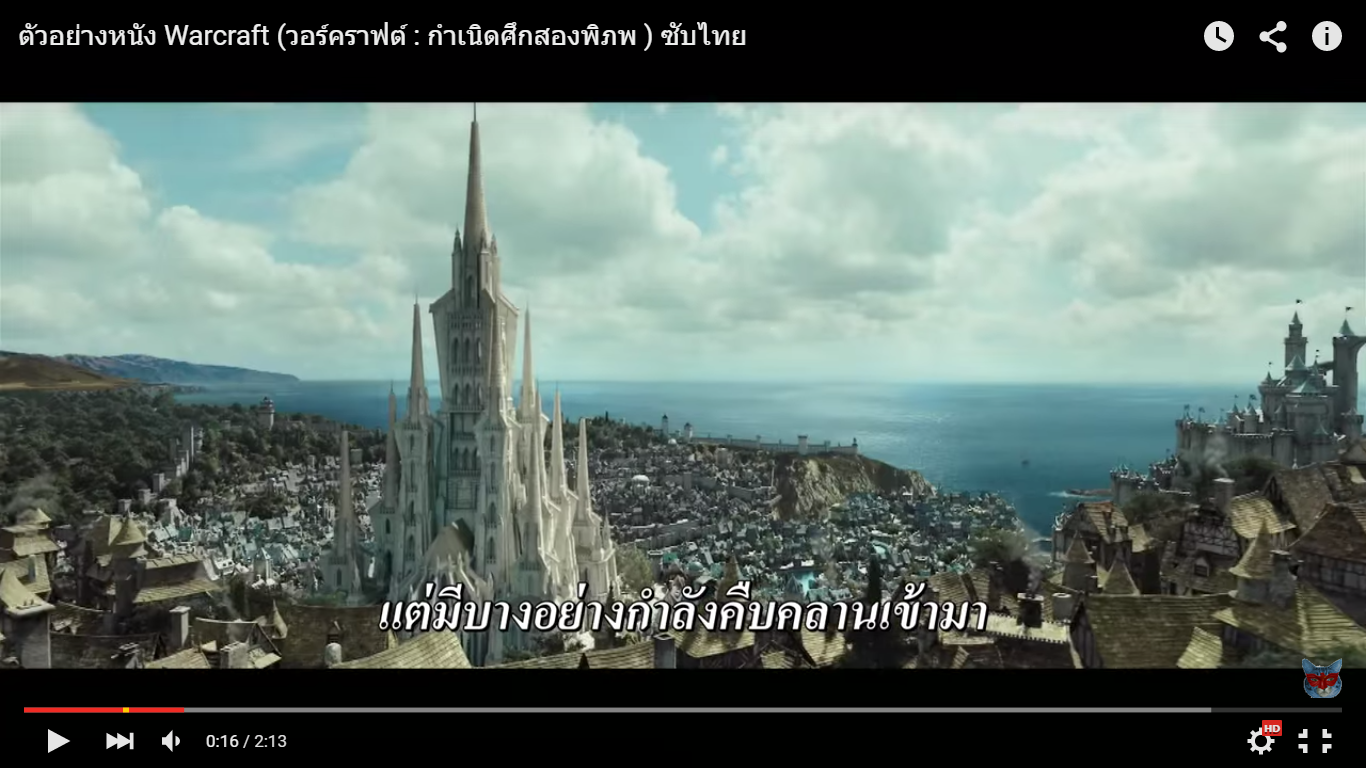 ตัวอย่างหนัง Warcraft (วอร์คราฟต์ : กำเนิดศึกสองพิภพ ) ซับไทย
แต่มีบางอย่างกำลังคืบคลานเข้ามา
0:16 / 2:13
HD